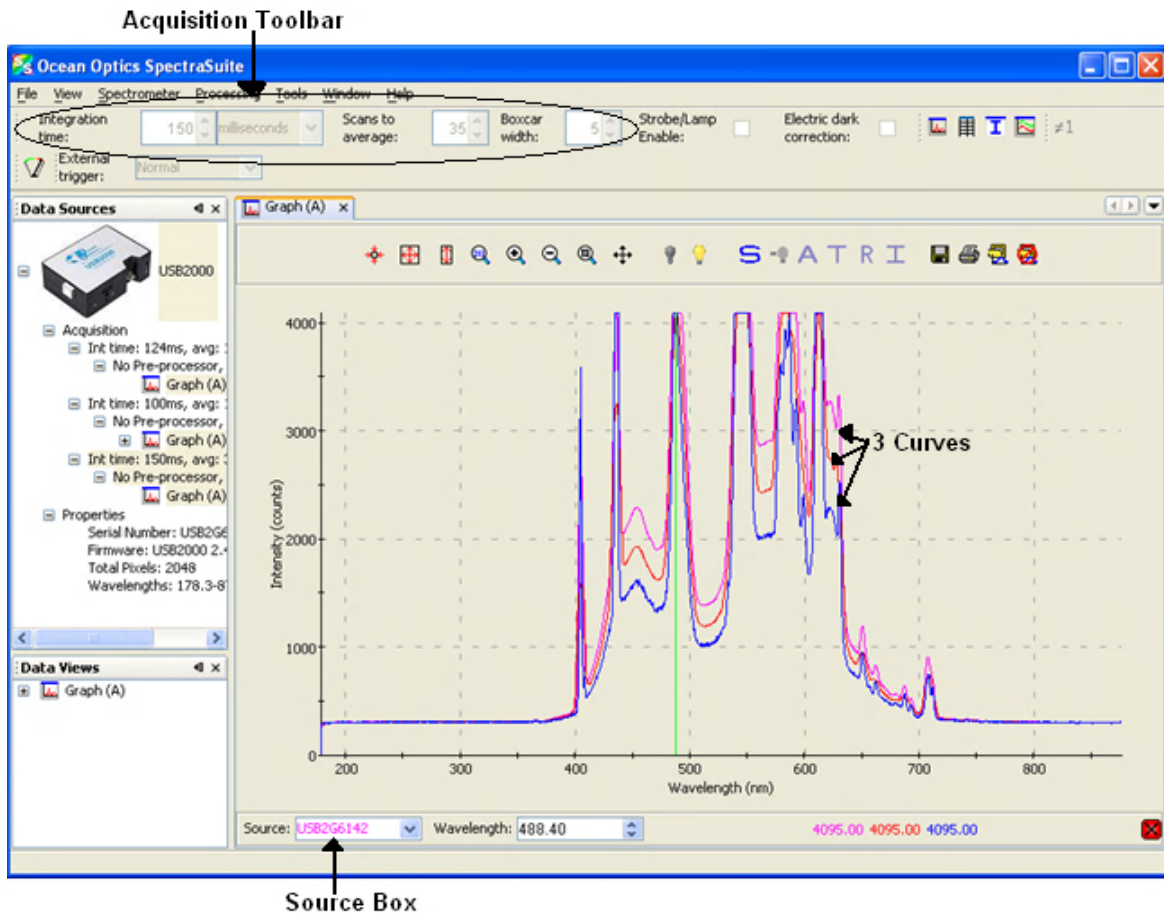 Acquisition Toolbar
Ocean Optics SpectraSuite
File View Spectrometer Processing Tools Window Help
Integration time: 150 milliseconds Scans to average: 35 Boxcar width: 5 Strobe/Lamp Enable: Electric dark correction: ≠1
External trigger: Normal
Data Sources
Graph (A)
USB2000
S A T R I
Acquisition
Int time: 124ms, avg:
No Pre-processor,
Graph (A)
Int time: 100ms, avg:
No Pre-processor,
Graph (A)
Int time: 150ms, avg:
No Pre-processor,
Graph (A)
Properties
Serial Number: USB2G6
Firmware: USB2000 2.
Total Pixels: 2048
Wavelengths: 178.3-8
Data Views
Graph (A)
4000
3000
2000
1000
0
Intensity (counts)
3 Curves
200 300 400 500 600 700 800
Wavelength (nm)
Source: USB2G6142 Wavelength: 488.40 4095.00 4095.00 4095.00
Source Box